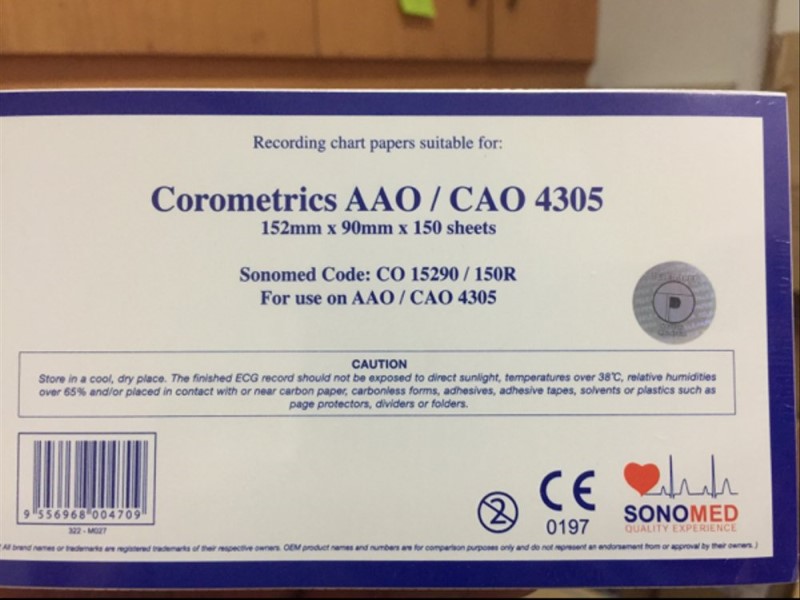 Recording chart papers suitable for:
Corometrics AAO / CAO 4305
152mm x 90mm x 150 sheets
Sonomed Code: CO 15290 / 150R
For use on AAO / CAO 4305
CAUTION
Store in a cool, dry place. The finished ECG record should not be exposed to direct sunlight, temperatures over 38℃, relative humidities
over 65% and/or placed in contact with or near carbon paper, carbonless forms, adhesives, adhesive tapes, solvents or plastics such as
page protectors, dividers or folders.
9 556968 004709
322 - M027
2
CE
0197
SONOMED
QUALITY EXPERIENCE
All brand names or trademarks are registered trademarks of their respective owners. OEM product names and numbers are for comparison purposes only and do not represent an endorsement from or approval by their owners. )